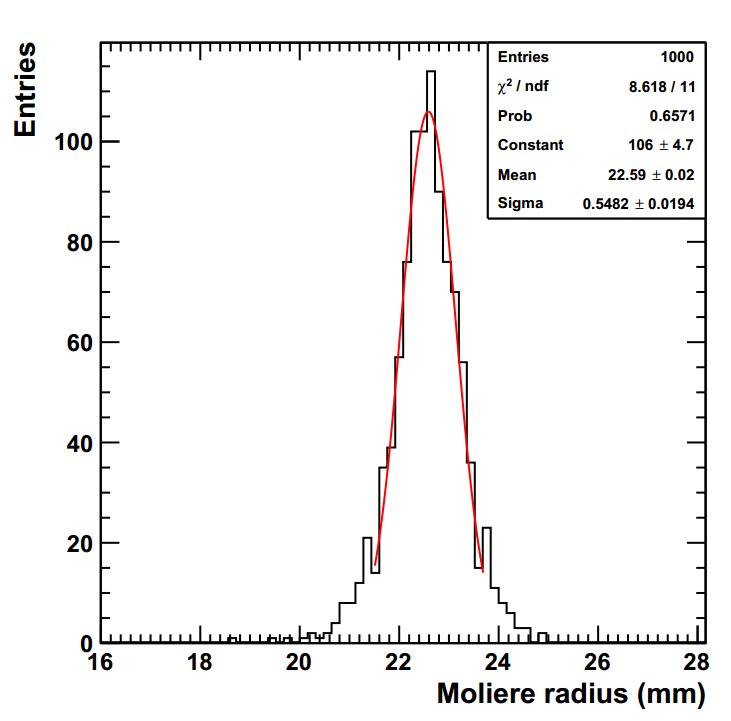 Entries
Entries 1000
χ² / ndf 8.618 / 11
Prob 0.6571
Constant 106 ± 4.7
Mean 22.59 ± 0.02
Sigma 0.5482 ± 0.0194
100
80
60
40
20
0
16 18 20 22 24 26 28
Moliere radius (mm)